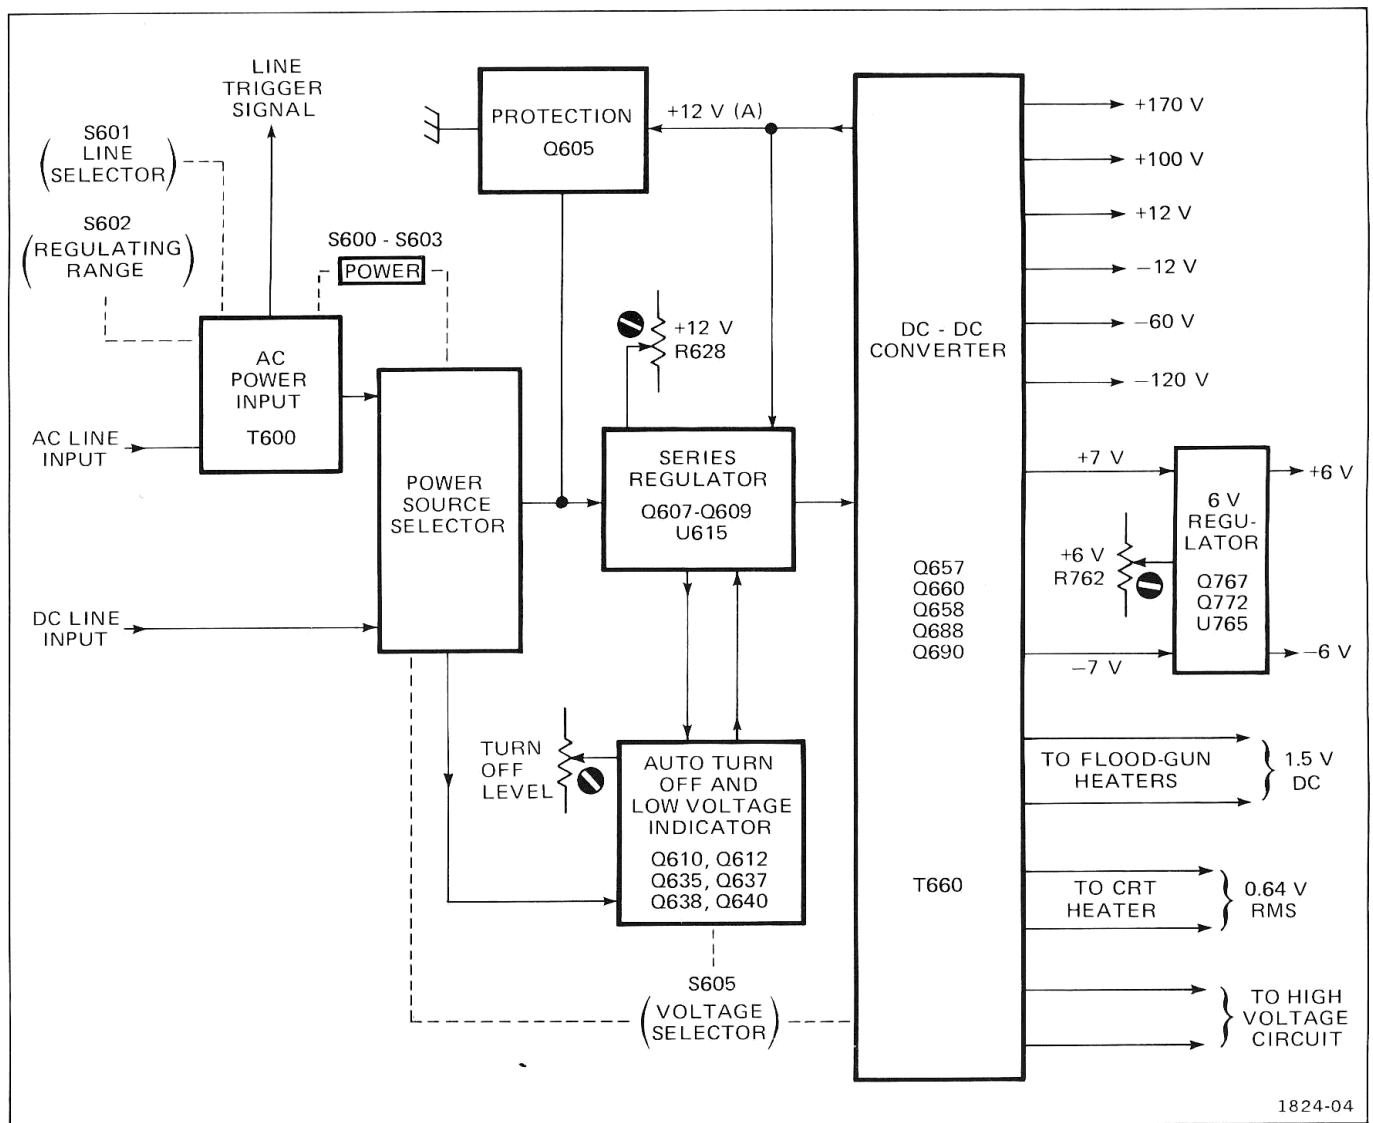 LINE
TRIGGER
SIGNAL
S601
(LINE
SELECTOR)
S602
(REGULATING
RANGE)
S600 - S603
POWER
AC
POWER
INPUT
T600
AC LINE
INPUT
DC LINE
INPUT
POWER
SOURCE
SELECTOR
PROTECTION
Q605
+12 V (A)
+12 V
R628
SERIES
REGULATOR
Q607-Q609
U615
TURN
OFF
LEVEL
AUTO TURN
OFF AND
LOW VOLTAGE
INDICATOR
Q610, Q612
Q635, Q637
Q638, Q640
S605
(VOLTAGE
SELECTOR)
DC - DC
CONVERTER
Q657
Q660
Q658
Q688
Q690
T660
+170 V
+100 V
+12 V
−12 V
−60 V
−120 V
+7 V
+6 V
R762
−7 V
6 V
REGU-
LATOR
Q767
Q772
U765
+6 V
−6 V
TO FLOOD-GUN
HEATERS
1.5 V
DC
TO CRT
HEATER
0.64 V
RMS
TO HIGH
VOLTAGE
CIRCUIT
1824-04